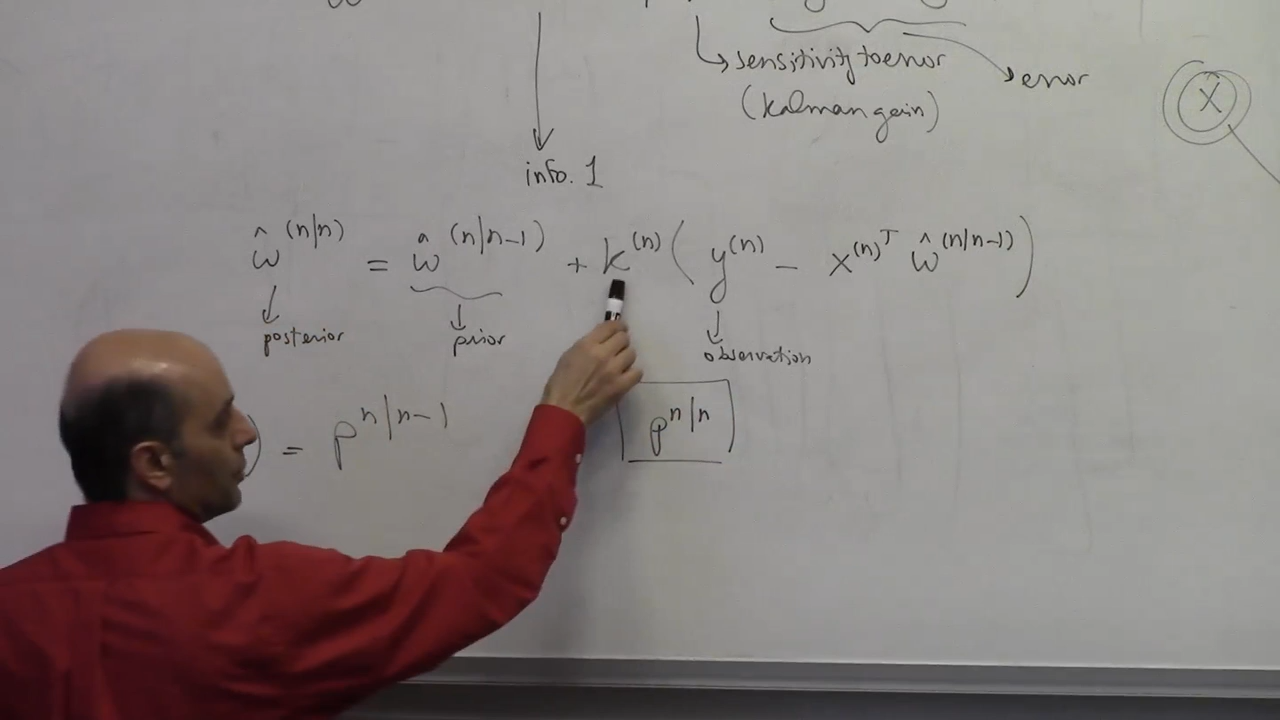 sensitivity to error
error
(kalman gain)
X̂
info. 1
ŵ^(n|n) = ŵ^(n|n-1) + k^(n) ( y^(n) - x^(n)T ŵ^(n|n-1) )
posterior
prior
observation
) = p^n|n-1
p^n|n